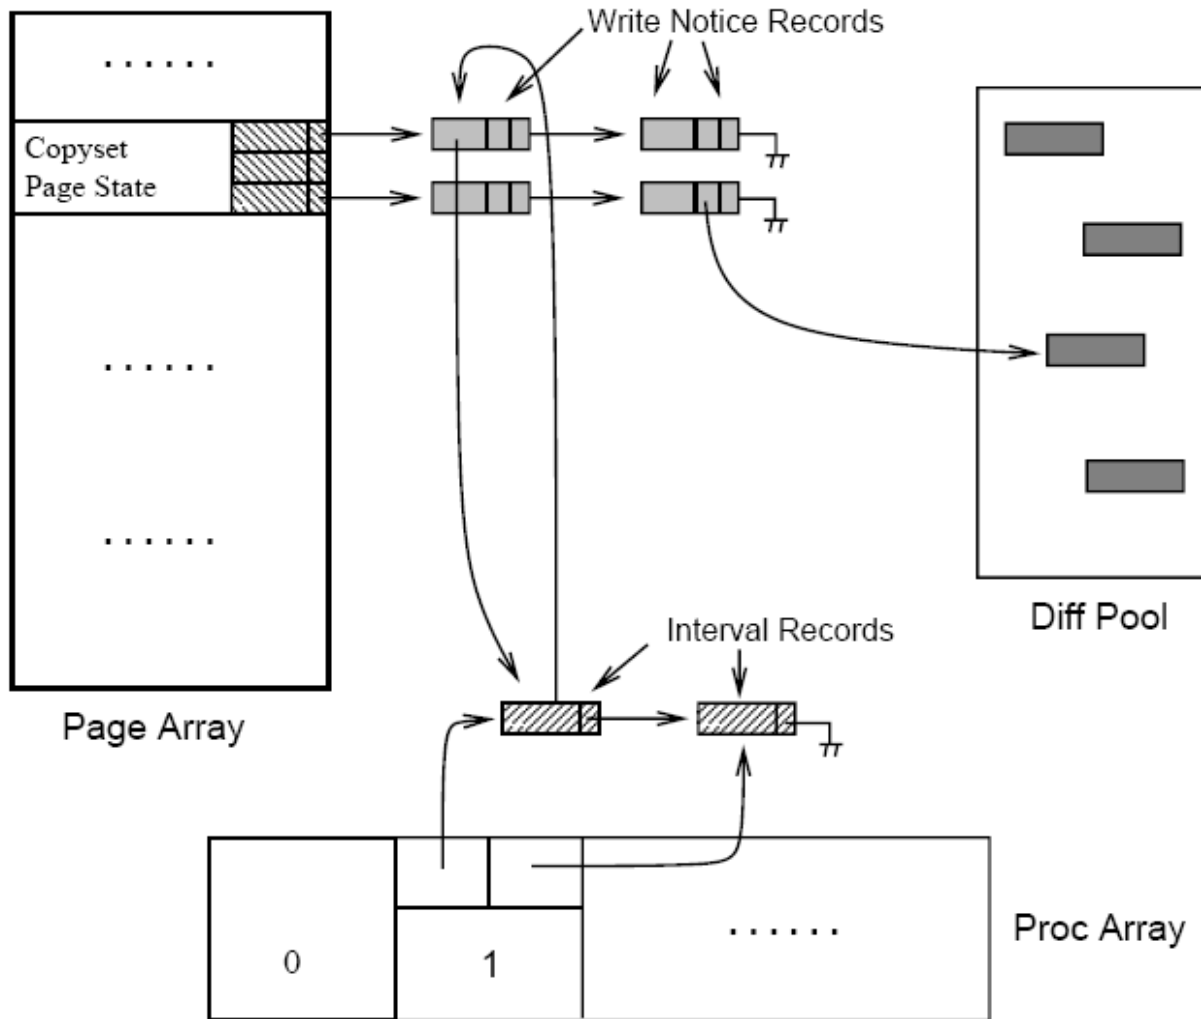 Write Notice Records
. . . . . .
Copyset
Page State
. . . . . .
. . . . . .
Diff Pool
Interval Records
Page Array
Proc Array
. . . . . .
0
1